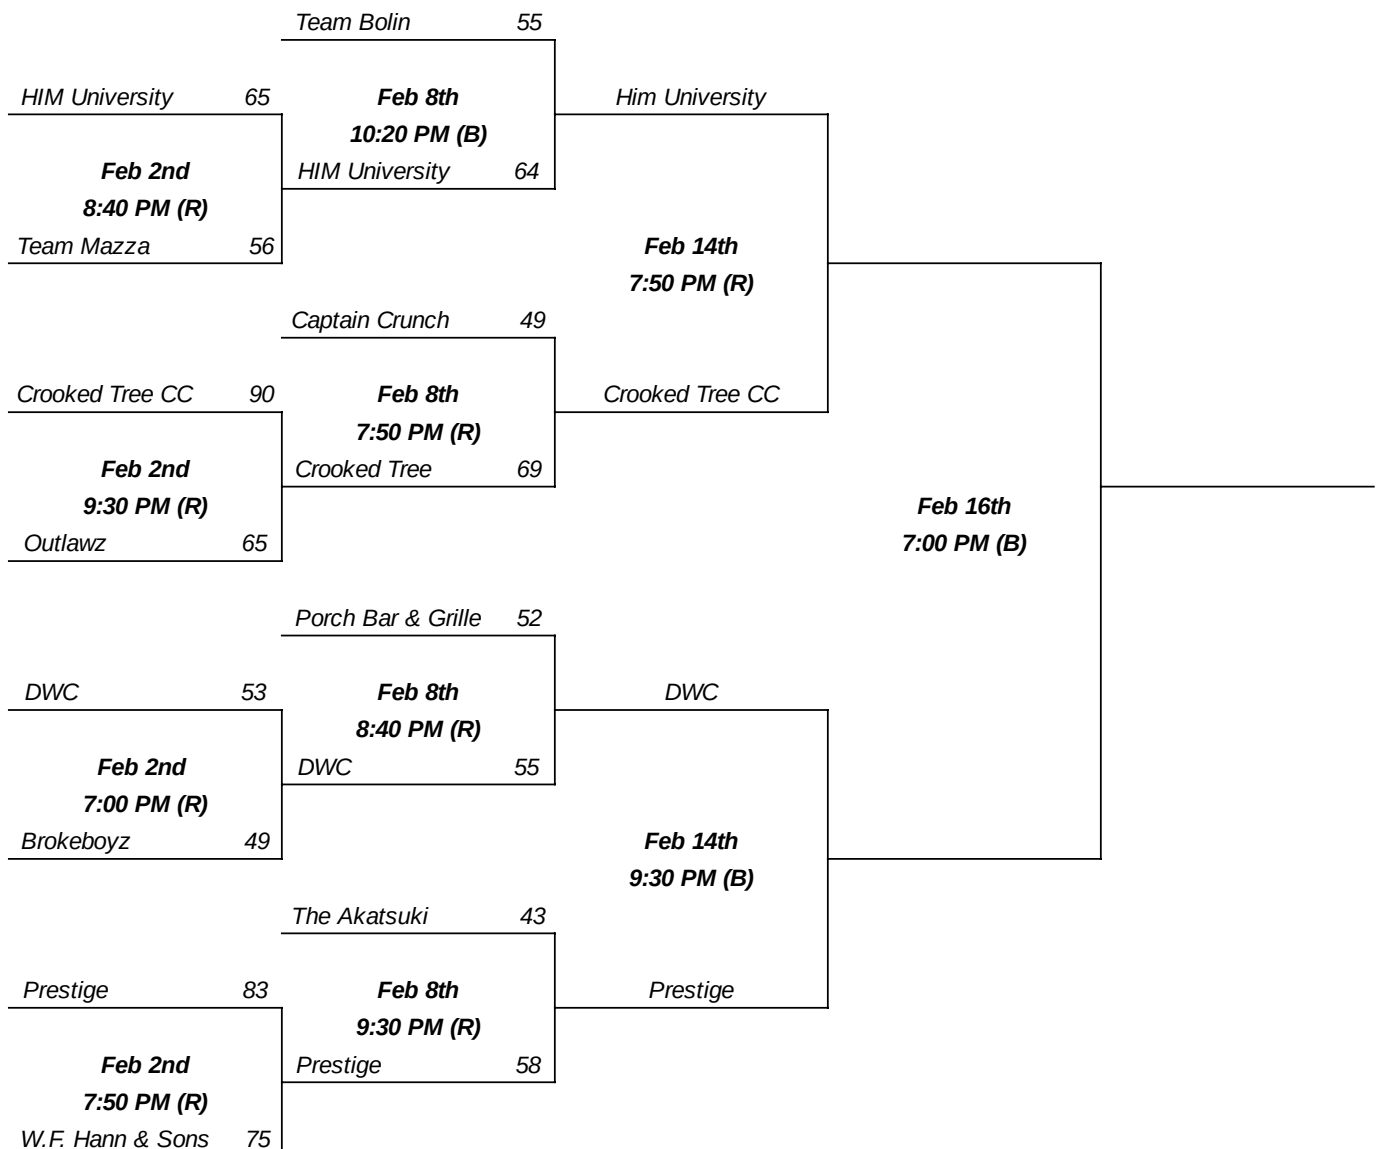 Team Bolin 55
HIM University 65
Feb 8th
10:20 PM (B)
Him University
Feb 2nd
8:40 PM (R)
HIM University 64
Team Mazza 56
Feb 14th
7:50 PM (R)
Captain Crunch 49
Crooked Tree CC 90
Feb 8th
7:50 PM (R)
Crooked Tree CC
Feb 2nd
9:30 PM (R)
Crooked Tree 69
Outlawz 65
Feb 16th
7:00 PM (B)
Porch Bar & Grille 52
DWC 53
Feb 8th
8:40 PM (R)
DWC
Feb 2nd
7:00 PM (R)
DWC 55
Brokeboyz 49
Feb 14th
9:30 PM (B)
The Akatsuki 43
Prestige 83
Feb 8th
9:30 PM (R)
Prestige
Feb 2nd
7:50 PM (R)
Prestige 58
W.F. Hann & Sons 75